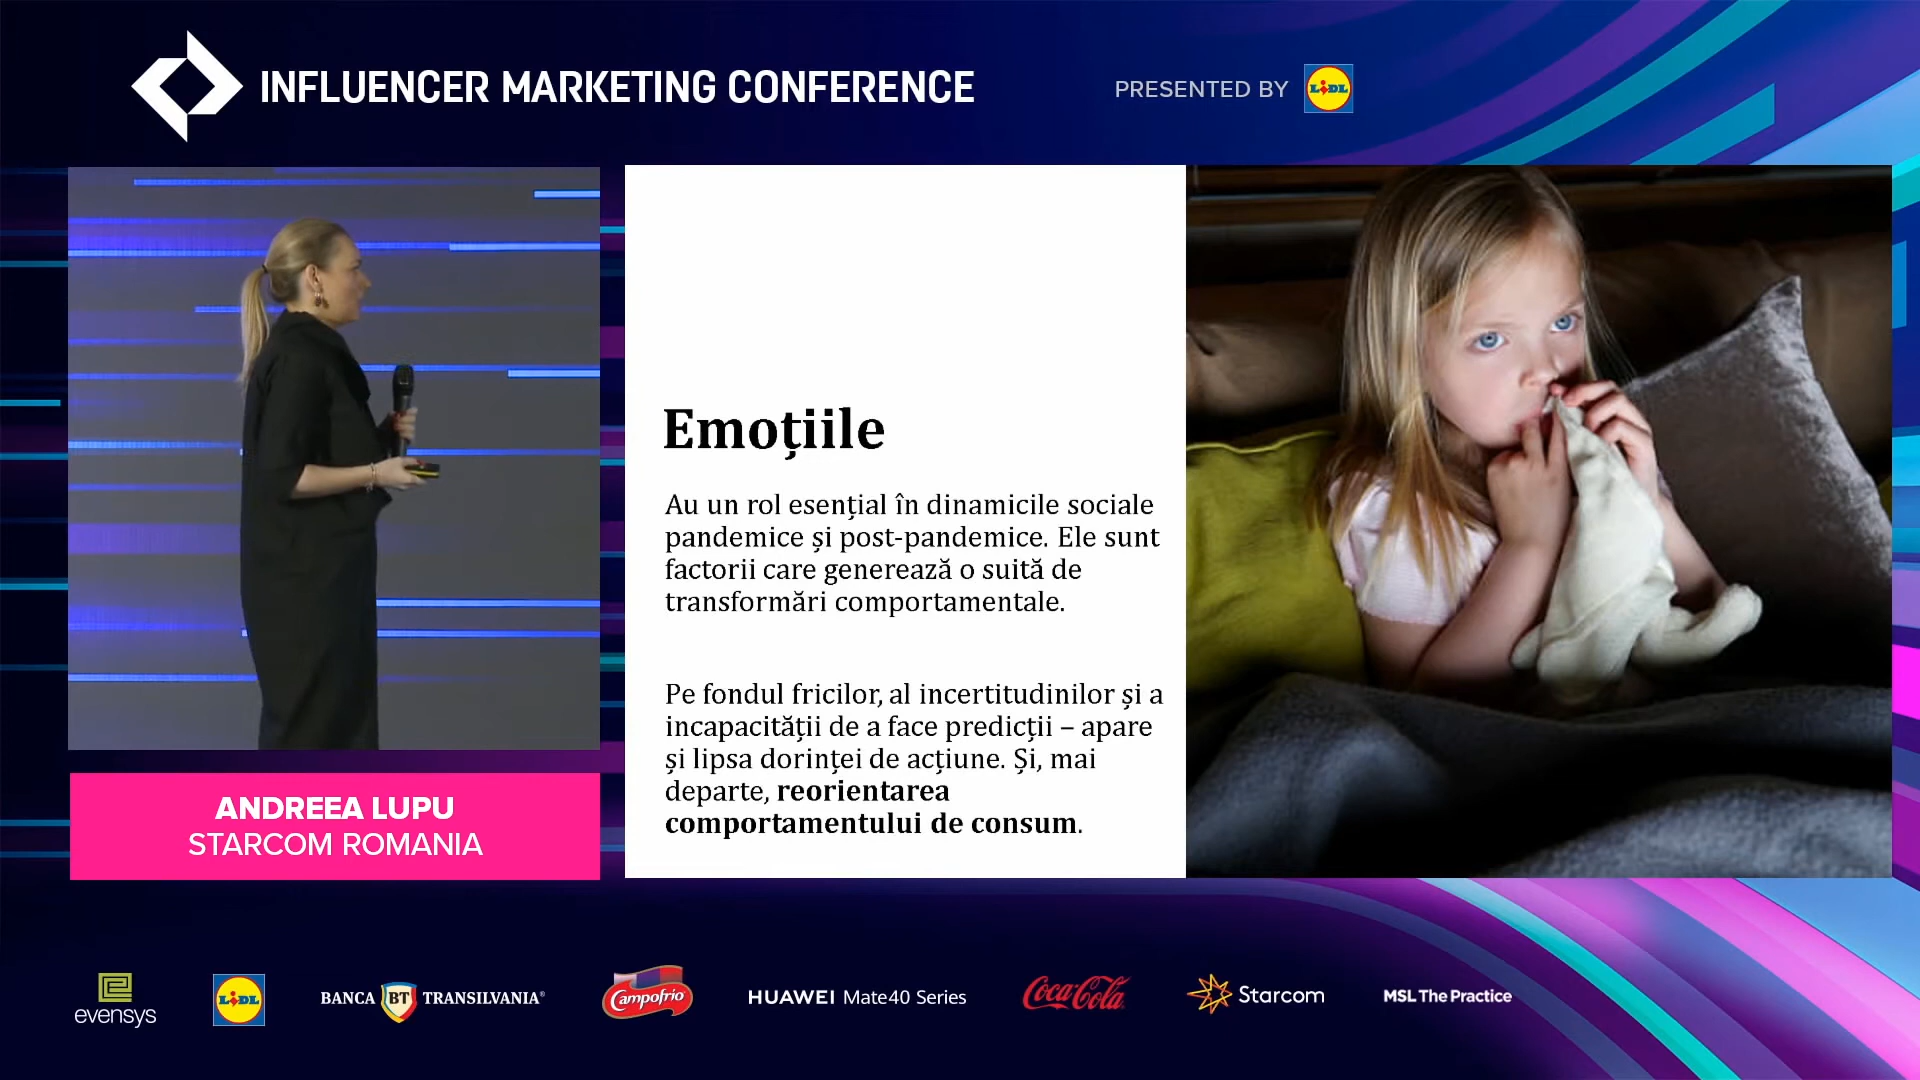 INFLUENCER MARKETING CONFERENCE
PRESENTED BY
LIDL
Emoțiile
Au un rol esențial în dinamicile sociale
pandemice și post-pandemice. Ele sunt
factorii care generează o suită de
transformări comportamentale.
Pe fondul fricilor, al incertitudinilor și a
incapacității de a face predicții – apare
și lipsa dorinței de acțiune. Și, mai
departe, reorientarea
comportamentului de consum.
ANDREEA LUPU
STARCOM ROMANIA
evensys
LIDL
BANCA BT TRANSILVANIA®
Campofrío
HUAWEI Mate40 Series
Coca-Cola
Starcom
MSL The Practice